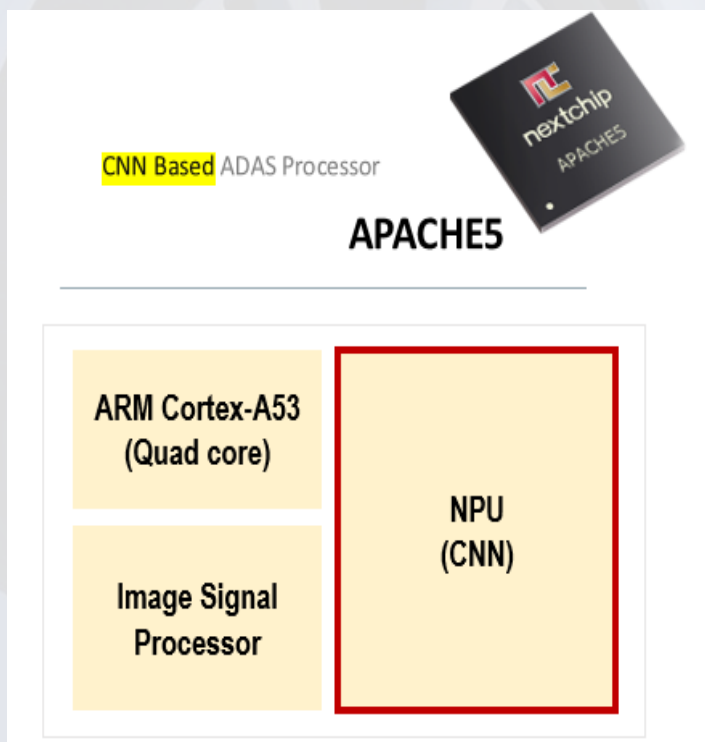 nextchip
APACHE5
CNN Based ADAS Processor
APACHE5
ARM Cortex-A53
(Quad core)
NPU
(CNN)
Image Signal
Processor